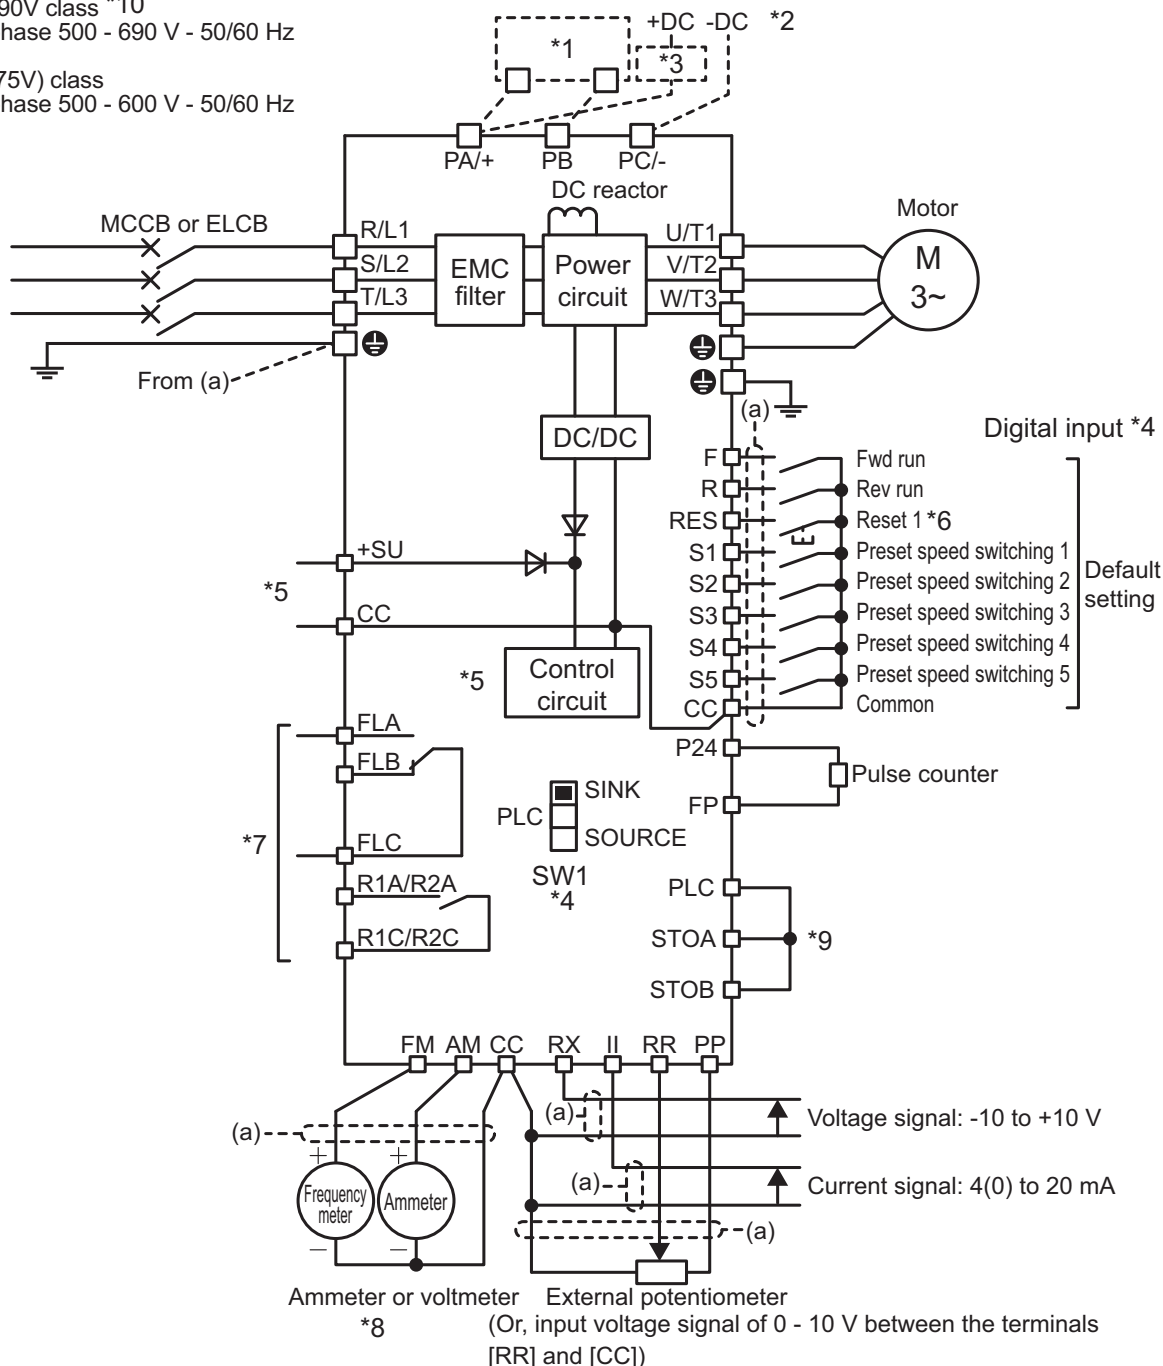 90V class *10
hase 500 - 690 V - 50/60 Hz
75V) class
hase 500 - 600 V - 50/60 Hz
*1
+DC -DC *2
*3
PA/+ PB PC/-
DC reactor
MCCB or ELCB
R/L1
S/L2
T/L3
EMC
filter
Power
circuit
U/T1
V/T2
W/T3
Motor
M
3~
From (a)
(a)
DC/DC
Digital input *4
F
R
RES
S1
S2
S3
S4
S5
CC
Fwd run
Rev run
Reset 1 *6
Preset speed switching 1
Preset speed switching 2
Preset speed switching 3
Preset speed switching 4
Preset speed switching 5
Common
Default
setting
+SU
*5
CC
*5
Control
circuit
P24
FP
Pulse counter
FLA
FLB
FLC
*7
R1A/R2A
R1C/R2C
SINK
PLC
SOURCE
SW1
*4
PLC
STOA
STOB
*9
FM AM CC RX II RR PP
(a)
+
+
Frequency
meter
Ammeter
—
—
(a)
Voltage signal: -10 to +10 V
(a)
Current signal: 4(0) to 20 mA
(a)
Ammeter or voltmeter
*8
External potentiometer
(Or, input voltage signal of 0 - 10 V between the terminals
[RR] and [CC])